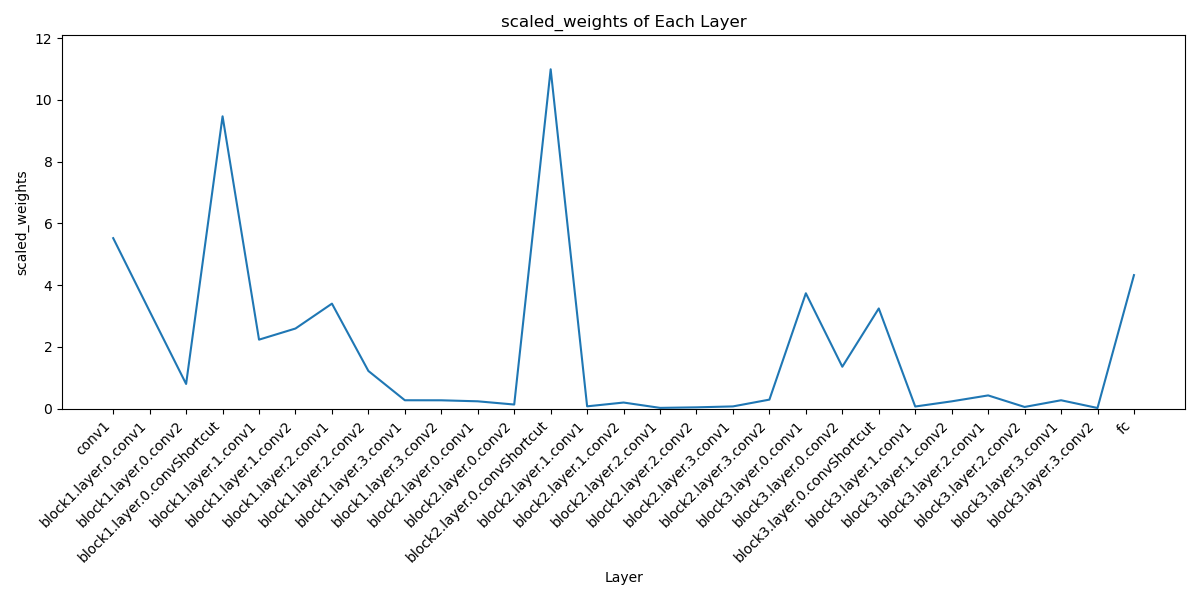 scaled_weights of Each Layer
scaled_weights
12
10
8
6
4
2
0
conv1
block1.layer.0.conv1
block1.layer.0.conv2
block1.layer.0.convShortcut
block1.layer.1.conv1
block1.layer.1.conv2
block1.layer.2.conv1
block1.layer.2.conv2
block1.layer.3.conv1
block1.layer.3.conv2
block2.layer.0.conv1
block2.layer.0.conv2
block2.layer.0.convShortcut
block2.layer.1.conv1
block2.layer.1.conv2
block2.layer.2.conv1
block2.layer.2.conv2
block2.layer.3.conv1
block2.layer.3.conv2
block3.layer.0.conv1
block3.layer.0.conv2
block3.layer.0.convShortcut
block3.layer.1.conv1
block3.layer.1.conv2
block3.layer.2.conv1
block3.layer.2.conv2
block3.layer.3.conv1
block3.layer.3.conv2
fc
Layer